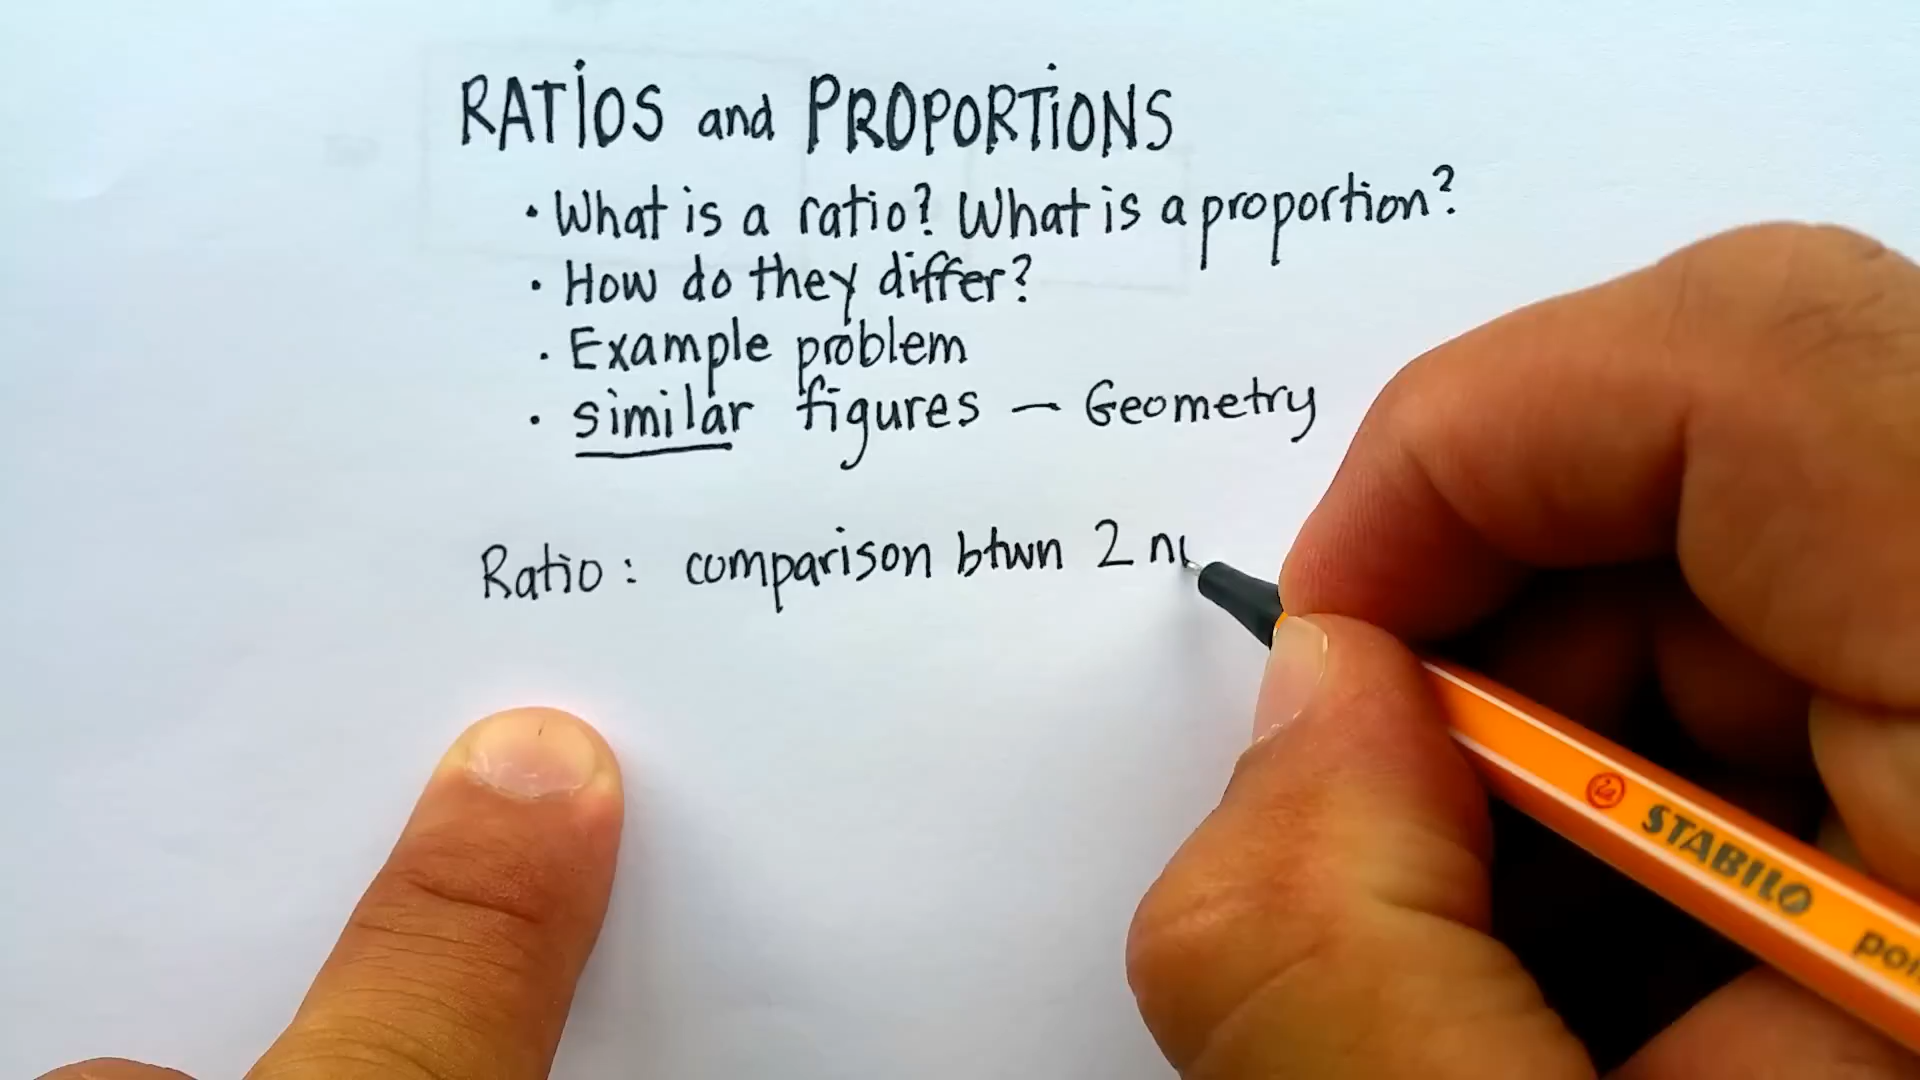 RATiOS and PROPORTiONS
• What is a ratio? What is a proportion?
• How do they differ?
• Example problem
• similar figures — Geometry
Ratio: comparison btwn 2
STABILO